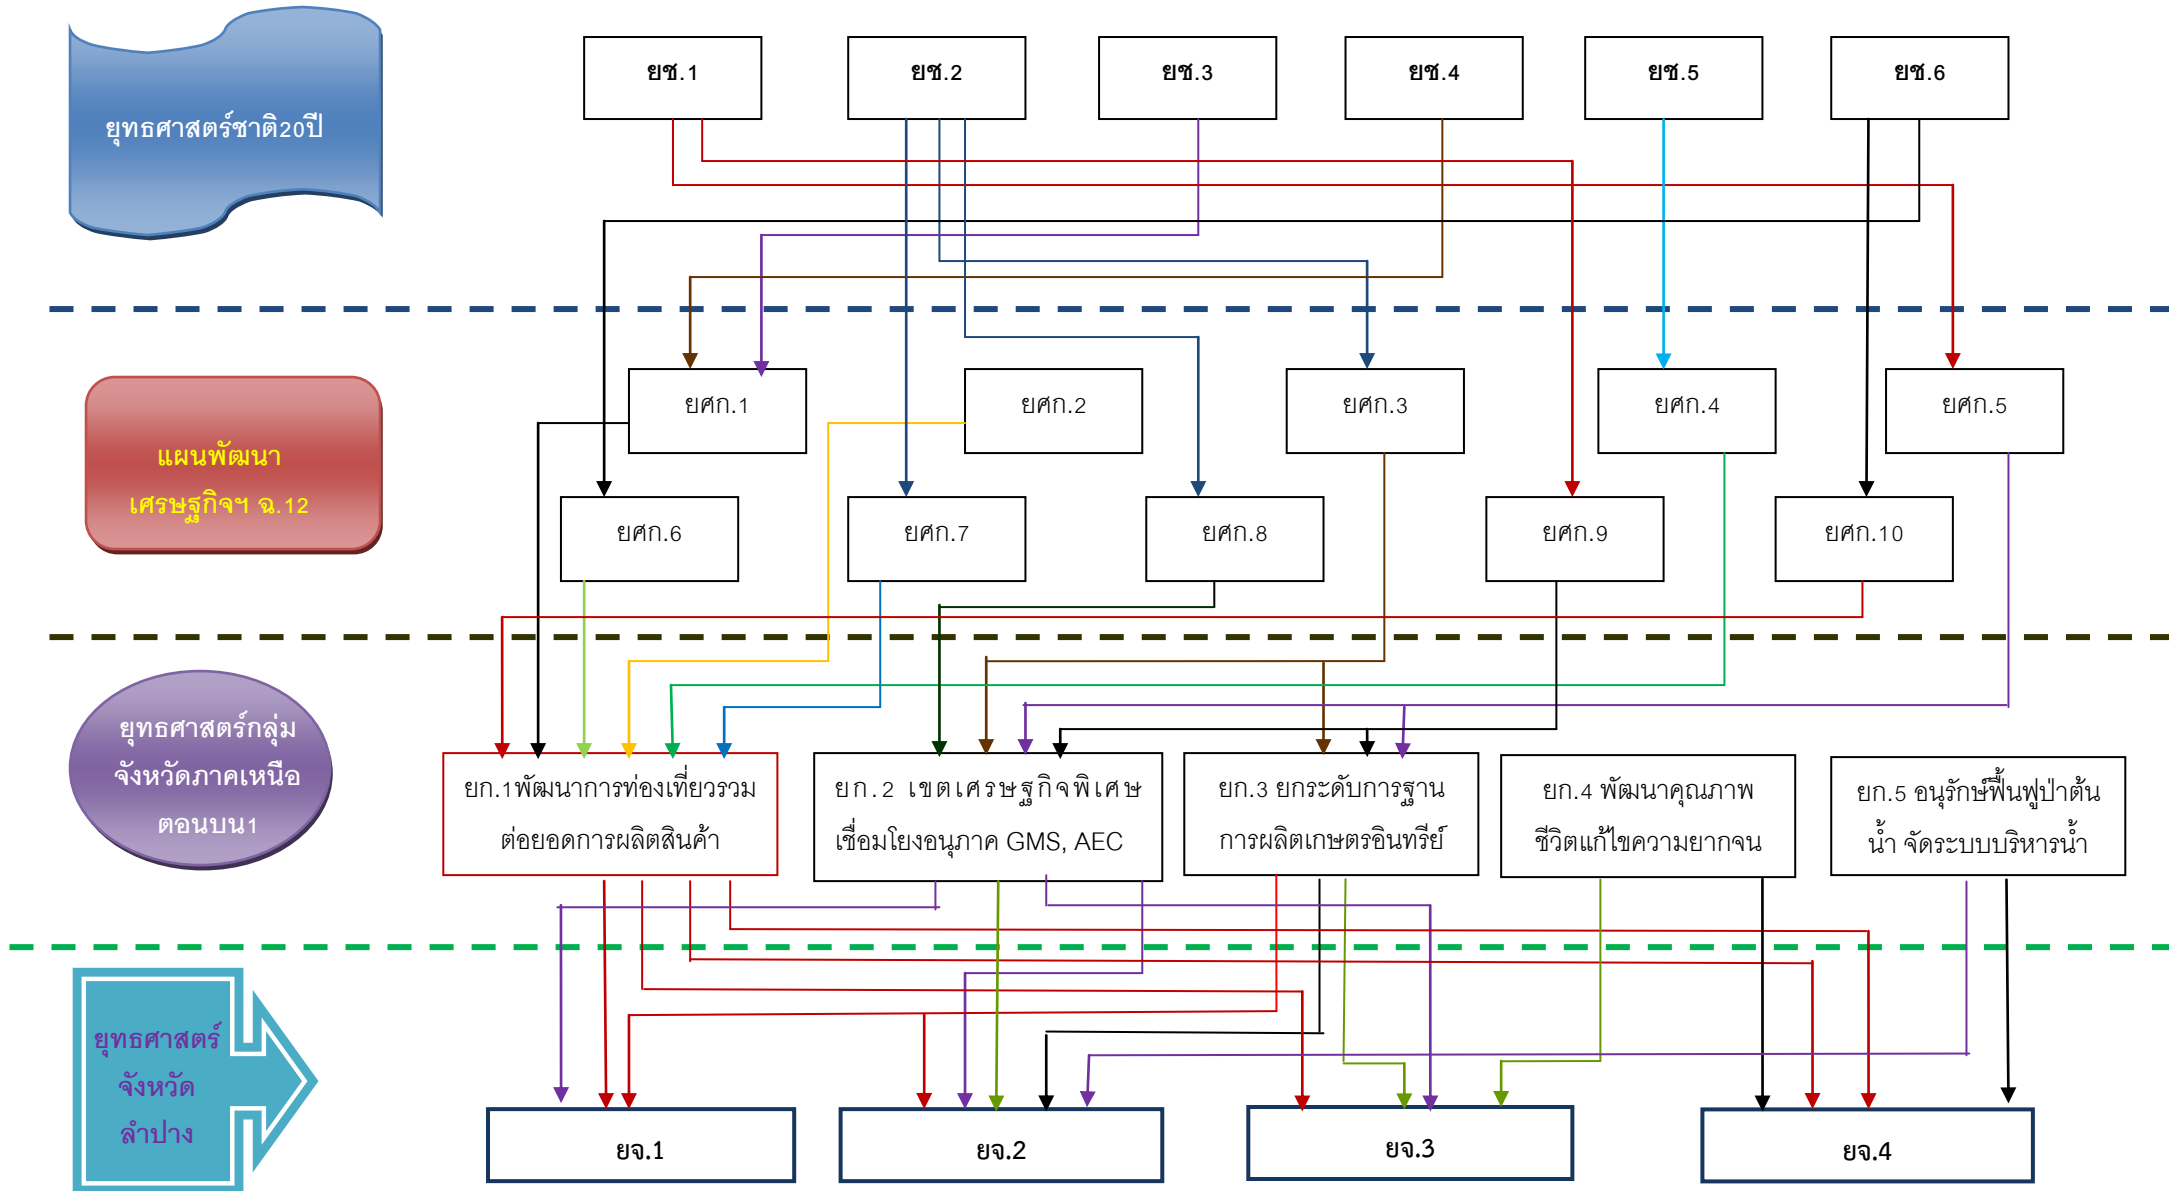 ยุทธศาสตร์ชาติ20ปี
ยช.1
ยช.2
ยช.3
ยช.4
ยช.5
ยช.6
แผนพัฒนา
เศรษฐกิจฯ ฉ.12
ยศก.1
ยศก.2
ยศก.3
ยศก.4
ยศก.5
ยศก.6
ยศก.7
ยศก.8
ยศก.9
ยศก.10
ยุทธศาสตร์กลุ่ม
จังหวัดภาคเหนือ
ตอนบน1
ยก.1พัฒนาการท่องเที่ยวรวม
ต่อยอดการผลิตสินค้า
ยก.2 เขตเศรษฐกิจพิเศษ
เชื่อมโยงอนุภาค GMS, AEC
ยก.3 ยกระดับการฐาน
การผลิตเกษตรอินทรีย์
ยก.4 พัฒนาคุณภาพ
ชีวิตแก้ไขความยากจน
ยก.5 อนุรักษ์ฟื้นฟูป่าต้น
น้ำ จัดระบบบริหารน้ำ
ยุทธศาสตร์
จังหวัด
ลำปาง
ยจ.1
ยจ.2
ยจ.3
ยจ.4